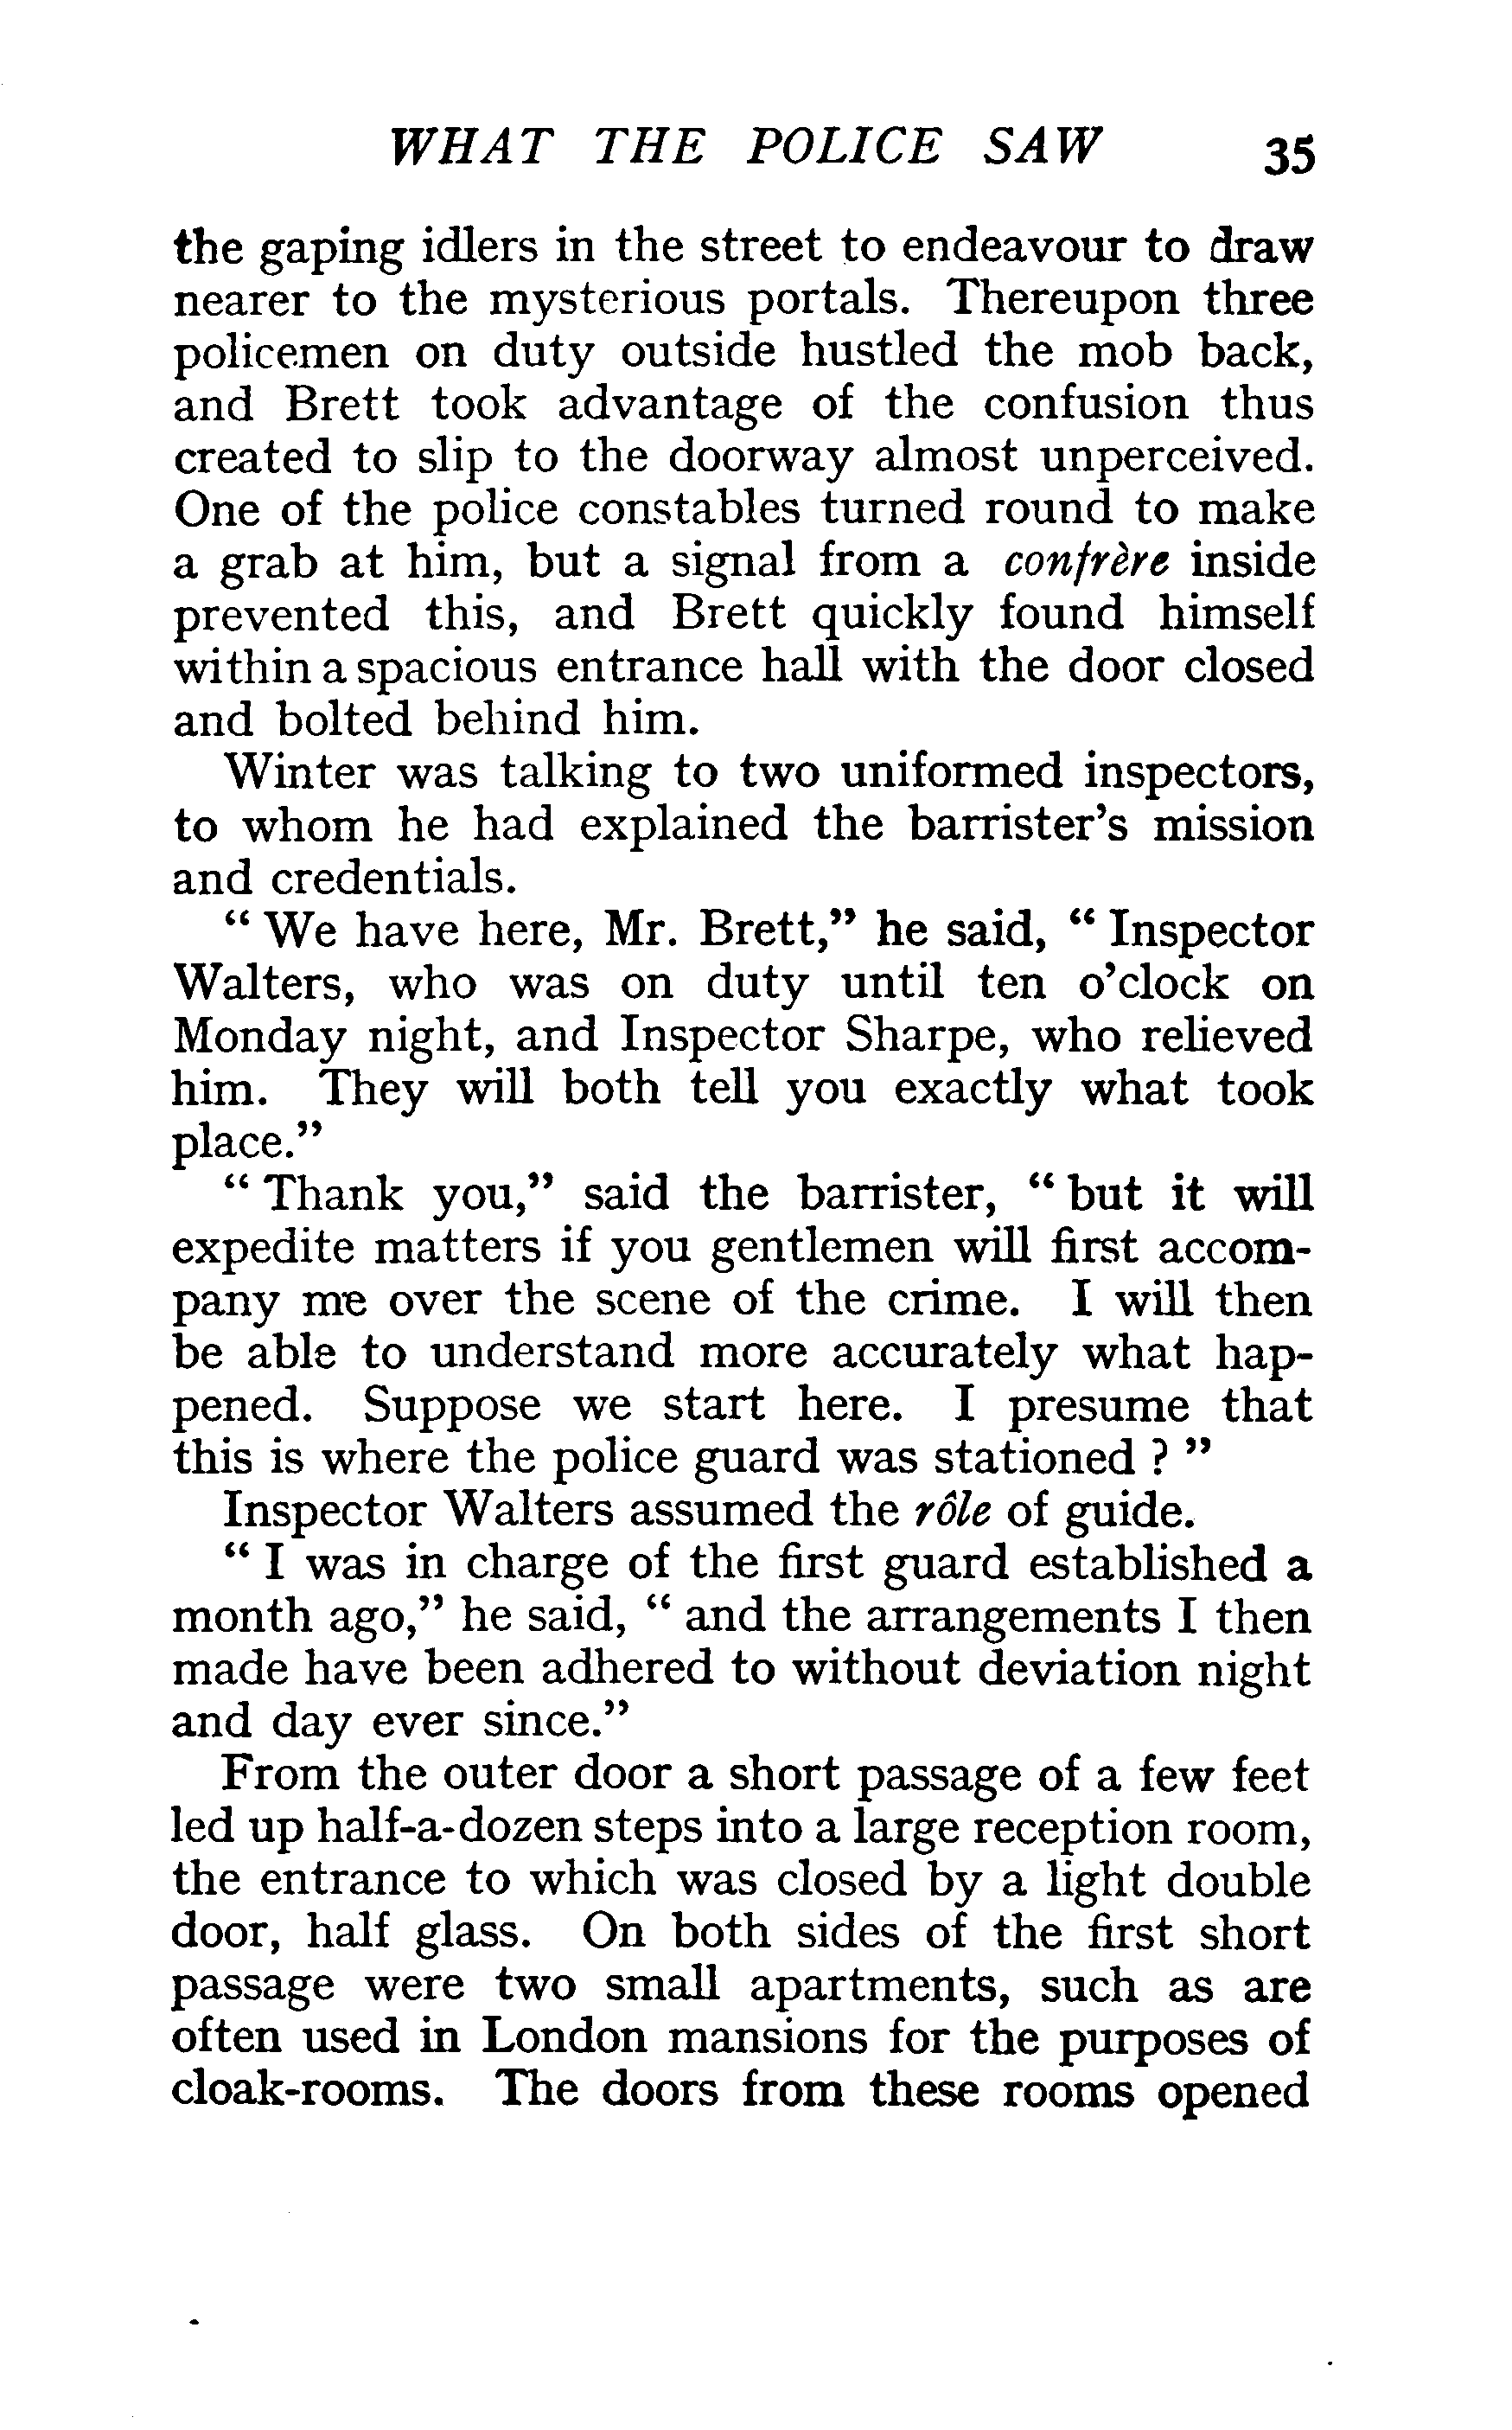 WHAT THE POLICE SAW 35
the gaping idlers in the street to endeavour to draw
nearer to the mysterious portals. Thereupon three
policemen on duty outside hustled the mob back,
and Brett took advantage of the confusion thus
created to slip to the doorway almost unperceived.
One of the police constables turned round to make
a grab at him, but a signal from a confrère inside
prevented this, and Brett quickly found himself
within a spacious entrance hall with the door closed
and bolted behind him.
Winter was talking to two uniformed inspectors,
to whom he had explained the barrister's mission
and credentials.
" We have here, Mr. Brett," he said, " Inspector
Walters, who was on duty until ten o'clock on
Monday night, and Inspector Sharpe, who relieved
him. They will both tell you exactly what took
place."
" Thank you," said the barrister, " but it will
expedite matters if you gentlemen will first accom-
pany me over the scene of the crime. I will then
be able to understand more accurately what hap-
pened. Suppose we start here. I presume that
this is where the police guard was stationed ? "
Inspector Walters assumed the rôle of guide.
" I was in charge of the first guard established a
month ago," he said, " and the arrangements I then
made have been adhered to without deviation night
and day ever since."
From the outer door a short passage of a few feet
led up half-a-dozen steps into a large reception room,
the entrance to which was closed by a light double
door, half glass. On both sides of the first short
passage were two small apartments, such as are
often used in London mansions for the purposes of
cloak-rooms. The doors from these rooms opened